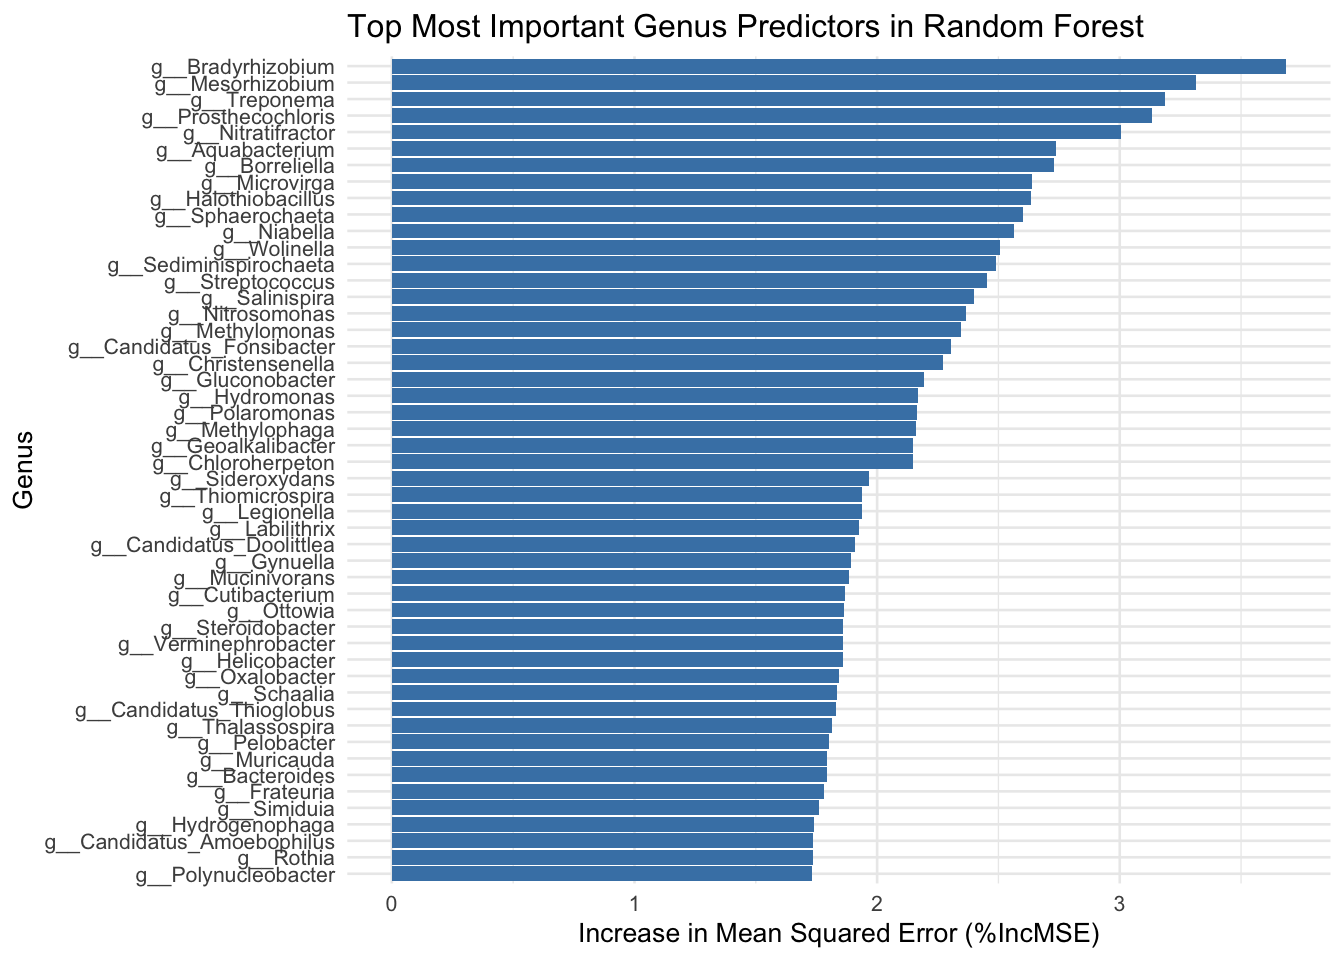 Top Most Important Genus Predictors in Random Forest
g__Bradyrhizobium
g__Mesorhizobium
g__Treponema
g__Prosthecochloris
g__Nitratifractor
g__Aquabacterium
g__Borreliella
g__Microvirga
g__Halothiobacillus
g__Sphaerochaeta
g__Niabella
g__Wolinella
g__Sediminispirochaeta
g__Streptococcus
g__Salinispira
g__Nitrosomonas
g__Methylomonas
g__Candidatus_Fonsibacter
g__Christensenella
g__Gluconobacter
g__Hydromonas
g__Polaromonas
g__Methylophaga
g__Geoalkalibacter
g__Chloroherpeton
g__Sideroxydans
g__Thiomicrospira
g__Legionella
g__Labilithrix
g__Candidatus_Doolittlea
g__Gynuella
g__Mucinivorans
g__Cutibacterium
g__Ottowia
g__Steroidobacter
g__Verminephrobacter
g__Helicobacter
g__Oxalobacter
g__Schaalia
g__Candidatus_Thioglobus
g__Thalassospira
g__Pelobacter
g__Muricauda
g__Bacteroides
g__Frateuria
g__Simiduia
g__Hydrogenophaga
g__Candidatus_Amoebophilus
g__Rothia
g__Polynucleobacter
Genus
0 1 2 3
Increase in Mean Squared Error (%IncMSE)